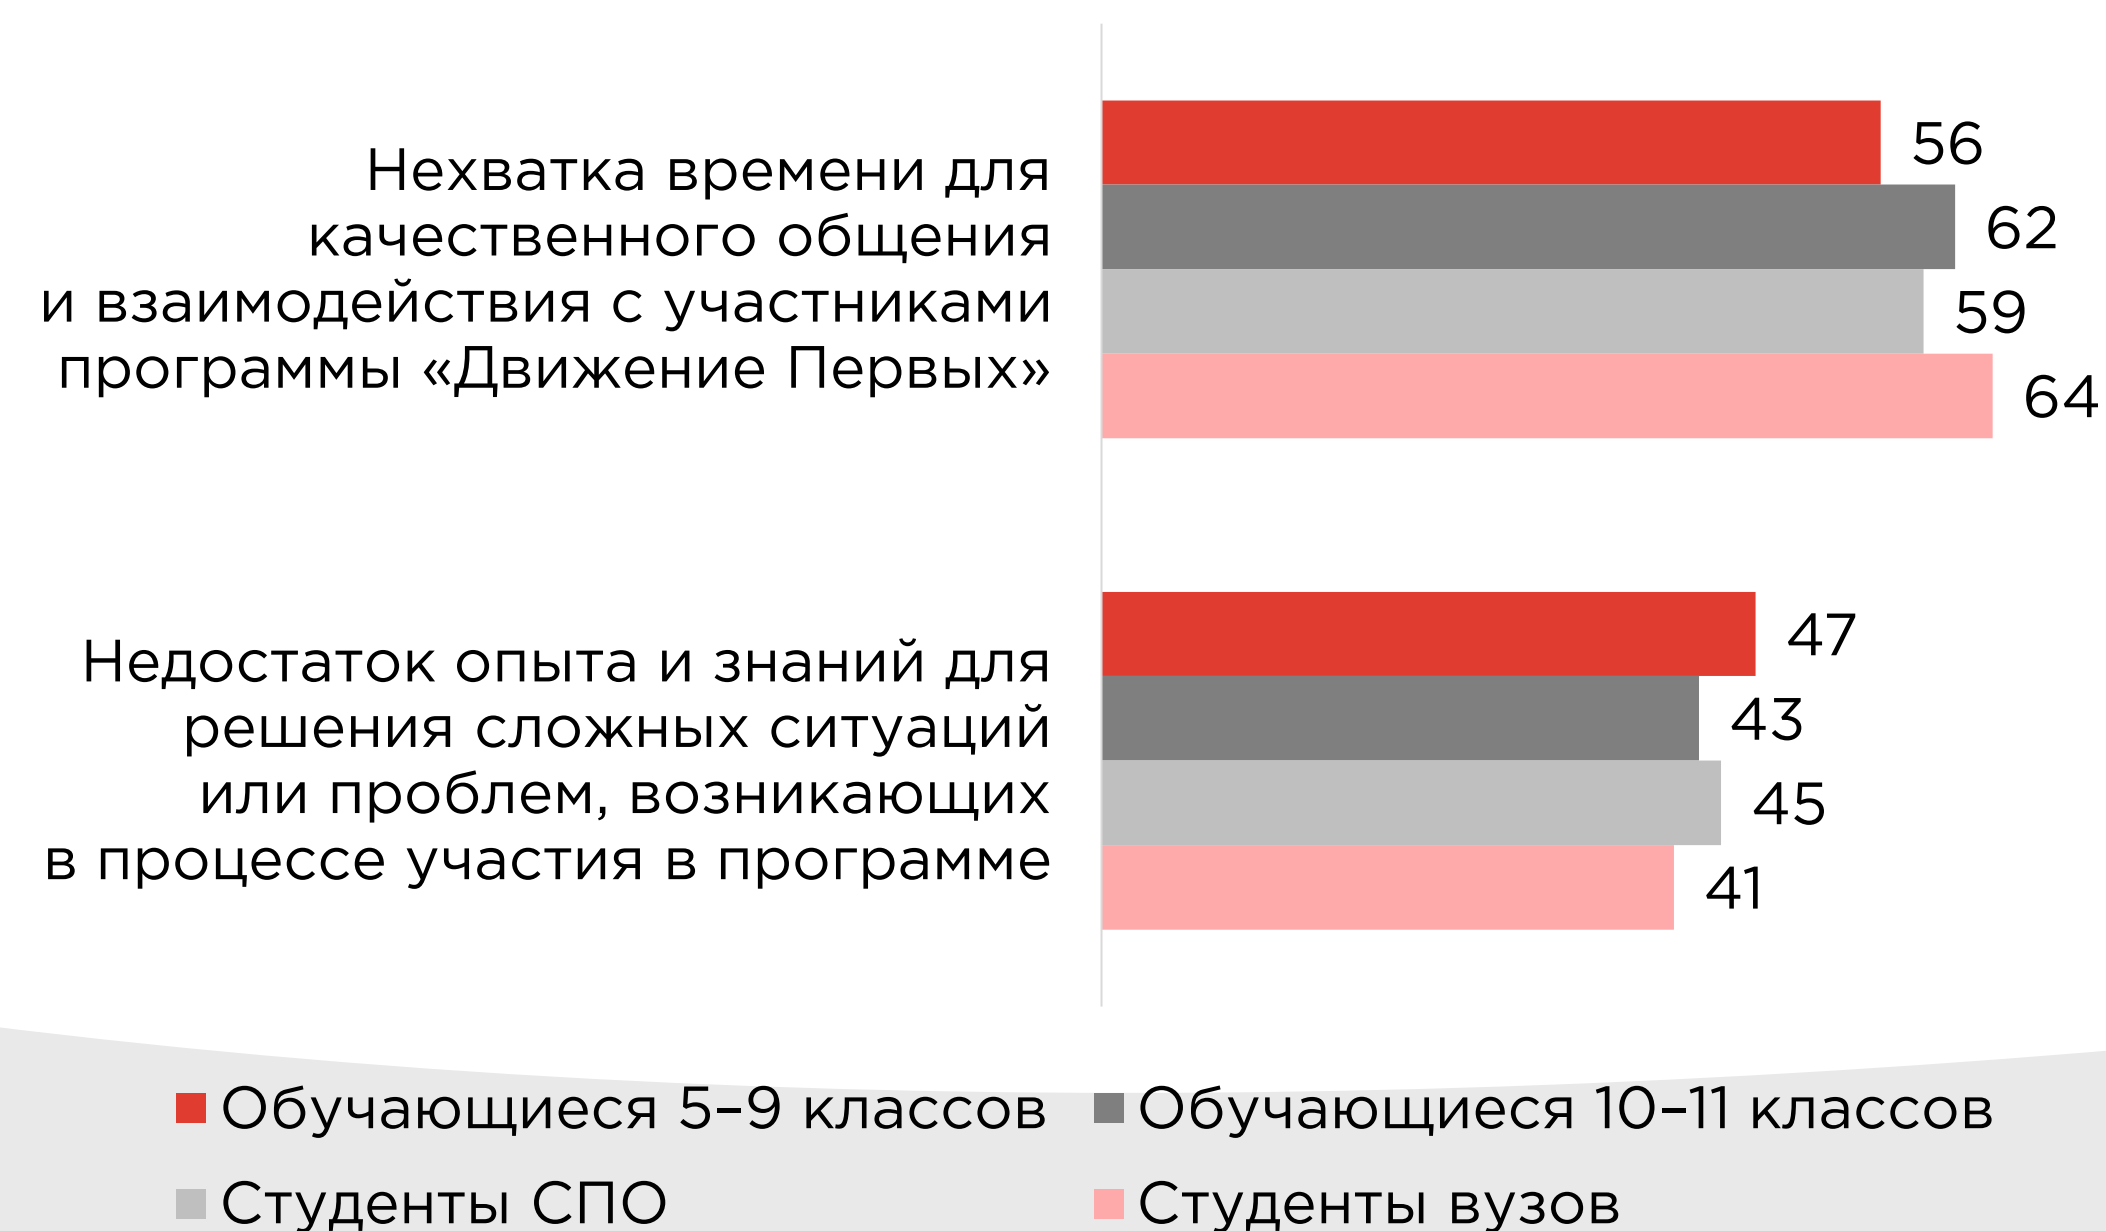 Нехватка времени для
качественного общения
и взаимодействия с участниками
программы «Движение Первых»
56
62
59
64
Недостаток опыта и знаний для
решения сложных ситуаций
или проблем, возникающих
в процессе участия в программе
47
43
45
41
Обучающиеся 5–9 классов
Обучающиеся 10–11 классов
Студенты СПО
Студенты вузов